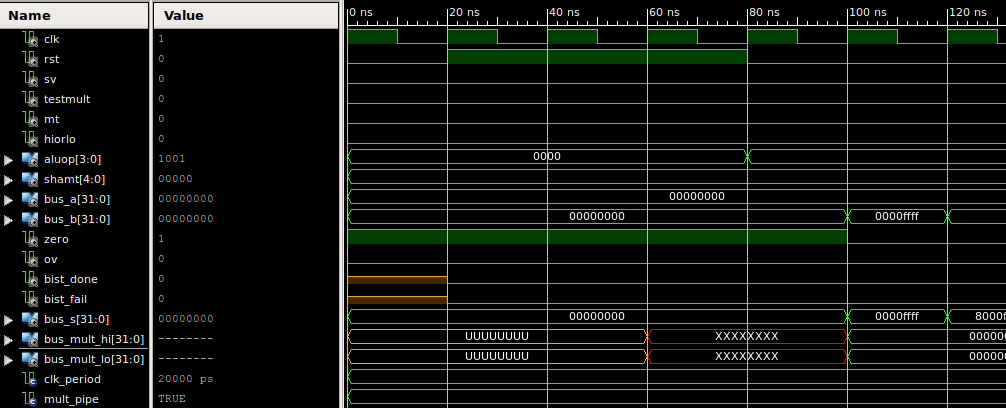 Name Value 0 ns 20 ns 40 ns 60 ns 80 ns 100 ns 120 ns
clk 1
rst 0
sv 0
testmult 0
mt 0
hiorlo 0
aluop[3:0] 1001 0000
shamt[4:0] 00000
bus_a[31:0] 00000000 00000000
bus_b[31:0] 00000000 00000000 0000ffff
zero 1
ov 0
bist_done 0
bist_fail 0
bus_s[31:0] 00000000 00000000 0000ffff 8000f
bus_mult_hi[31:0] -------- UUUUUUUU XXXXXXXX 000000
bus_mult_lo[31:0] -------- UUUUUUUU XXXXXXXX 000000
clk_period 20000 ps
mult_pipe TRUE